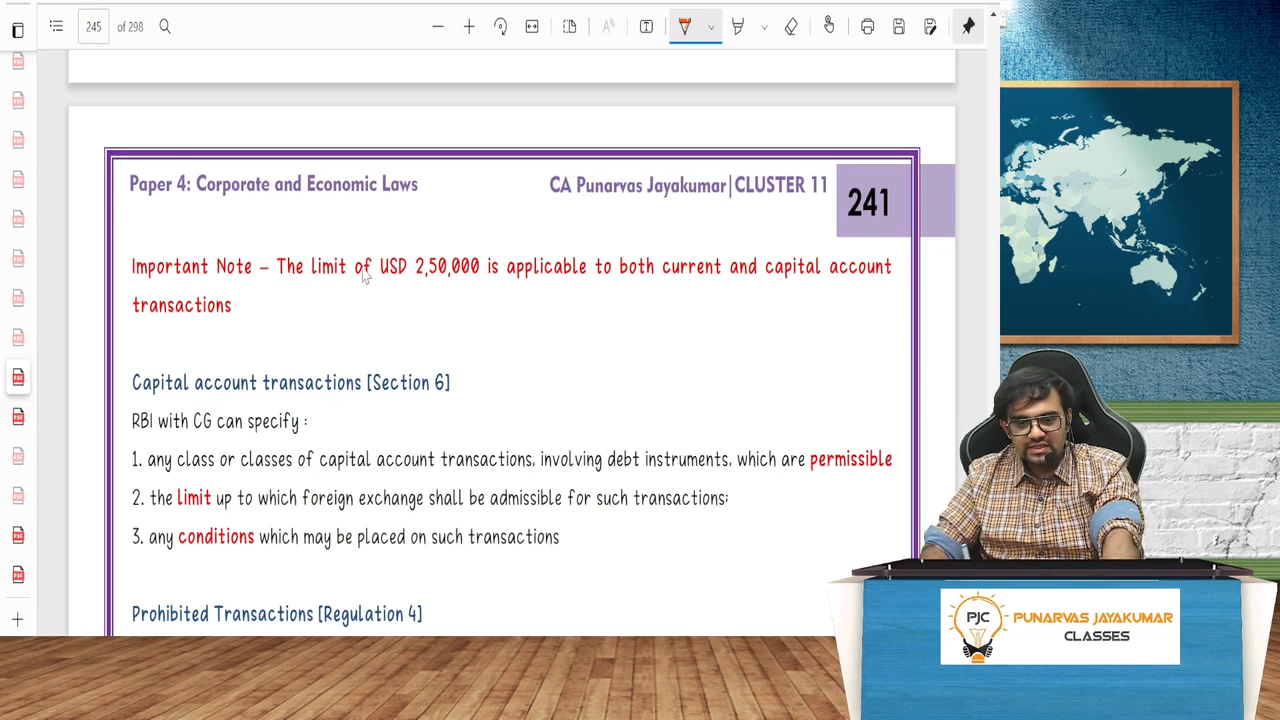 245 of 298
Paper 4: Corporate and Economic Laws
CA Punarvas Jayakumar|CLUSTER 11
241
Important Note – The limit of USD 2,50,000 is applicable to both current and capital account
transactions
Capital account transactions [Section 6]
RBI with CG can specify :
1. any class or classes of capital account transactions, involving debt instruments, which are permissible
2. the limit up to which foreign exchange shall be admissible for such transactions;
3. any conditions which may be placed on such transactions
Prohibited Transactions [Regulation 4]
PJC
PUNARVAS JAYAKUMAR
CLASSES